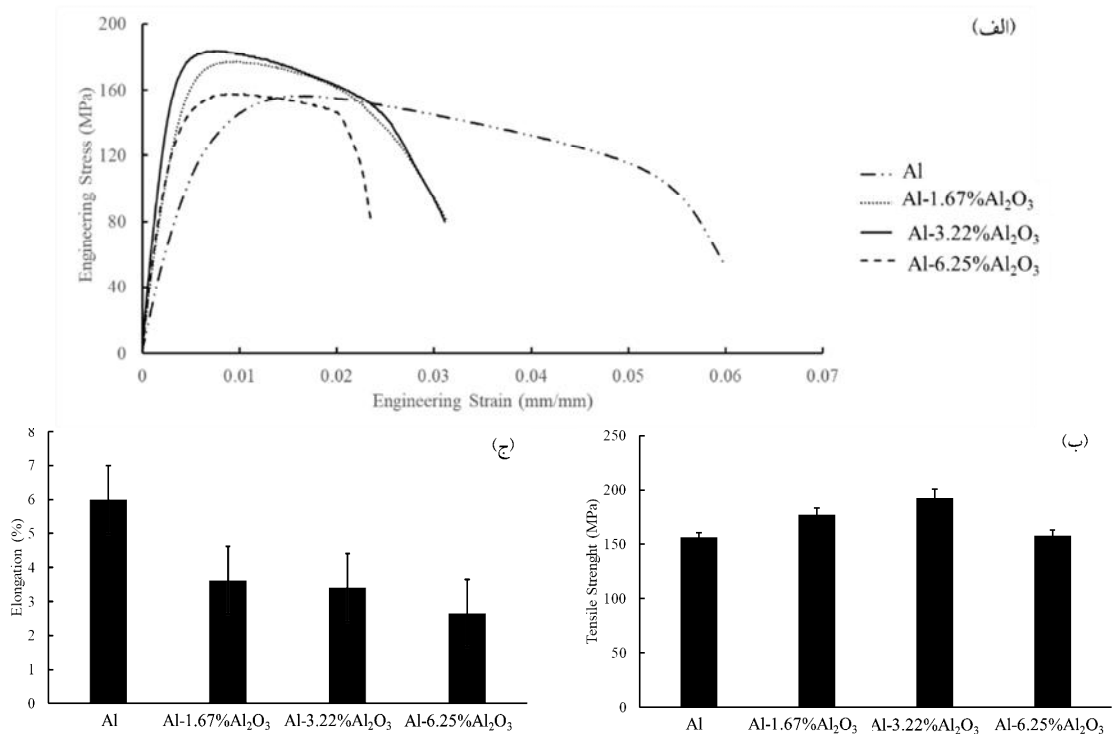 (الف)
200
160
120
80
40
0
Engineering Stress (MPa)
0 0.01 0.02 0.03 0.04 0.05 0.06 0.07
Engineering Strain (mm/mm)
Al
Al-1.67%Al₂O₃
Al-3.22%Al₂O₃
Al-6.25%Al₂O₃
(ج)
8
7
6
5
4
3
2
1
0
Elongation (%)
Al Al-1.67%Al₂O₃ Al-3.22%Al₂O₃ Al-6.25%Al₂O₃
(ب)
250
200
150
100
50
0
Tensile Strenght (MPa)
Al Al-1.67%Al₂O₃ Al-3.22%Al₂O₃ Al-6.25%Al₂O₃